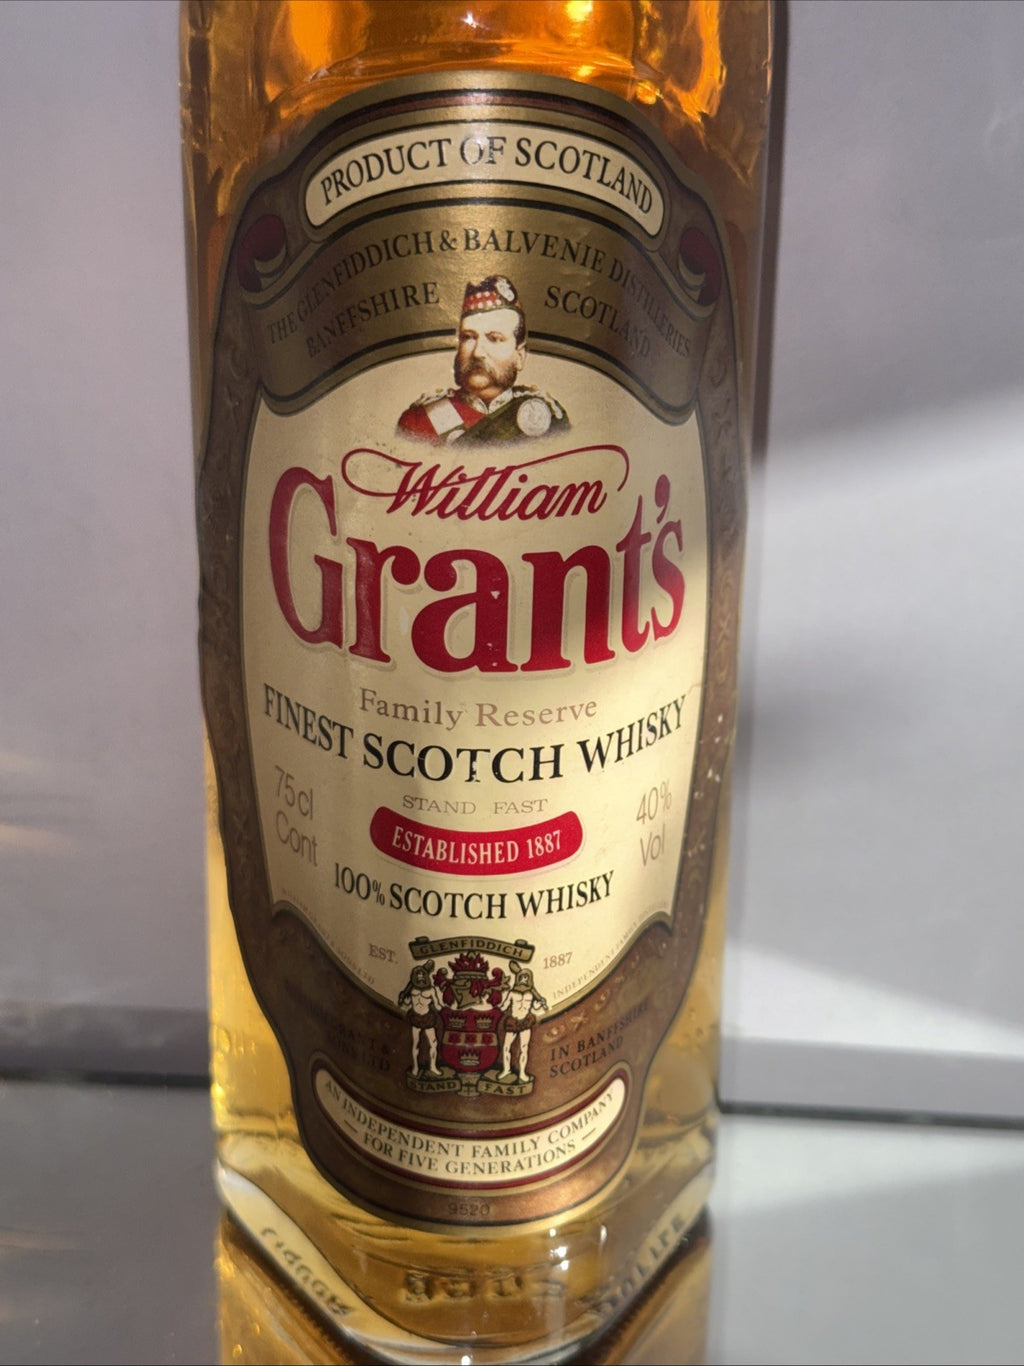 PRODUCT OF SCOTLAND
THE GLENFIDDICH & BALVENIE DISTILLERIES
BANFFSHIRE SCOTLAND
William
Grant's
Family Reserve
FINEST SCOTCH WHISKY
75cl
Cont
STAND FAST
40%
Vol
ESTABLISHED 1887
100% SCOTCH WHISKY
EST. 1887
GLENFIDDICH
INDEPENDENT FAMILY
IN BANFFSHIRE
SCOTLAND
STAND FAST
AN INDEPENDENT FAMILY COMPANY
— FOR FIVE GENERATIONS —
9520